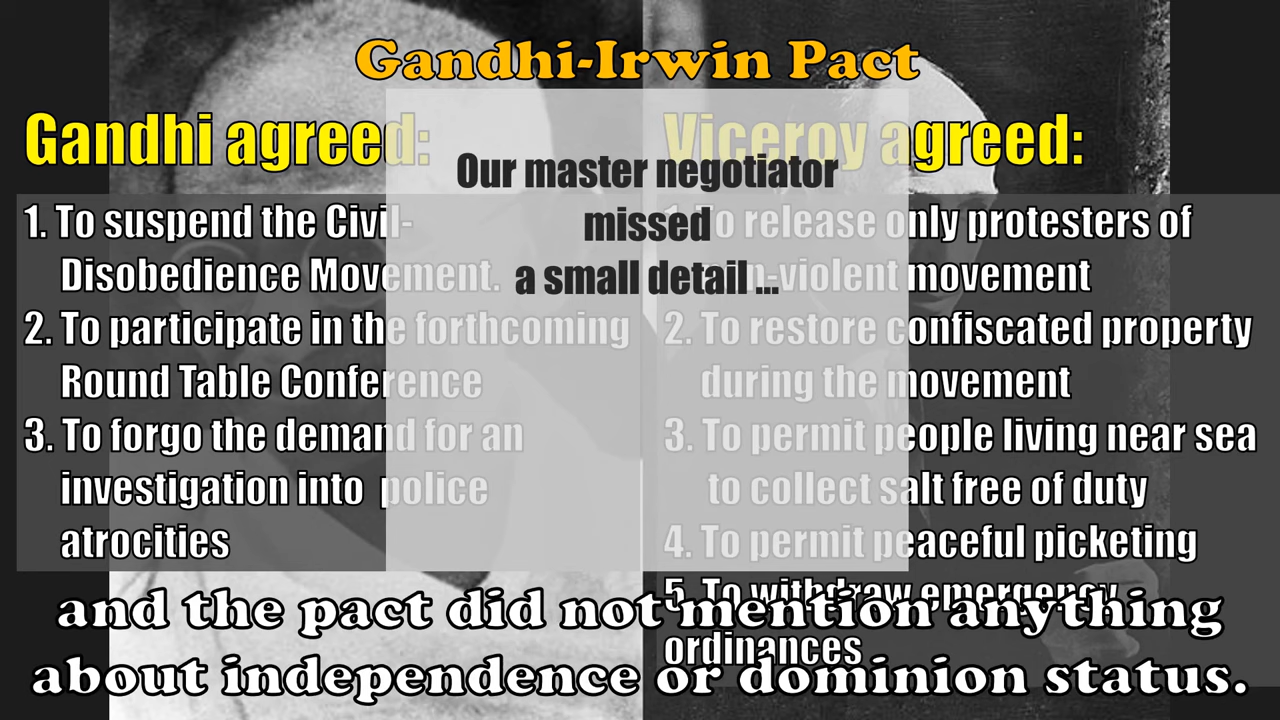 Gandhi-Irwin Pact
Gandhi agreed:
1. To suspend the Civil-
Disobedience Movement.
2. To participate in the forthcoming
Round Table Conference
3. To forgo the demand for an
investigation into police
atrocities
Viceroy agreed:
1. To release only protesters of
non-violent movement
2. To restore confiscated property
during the movement
3. To permit people living near sea
to collect salt free of duty
4. To permit peaceful picketing
5. To withdraw emergency
ordinances
Our master negotiator
missed
a small detail ...
and the pact did not mention anything
about independence or dominion status.